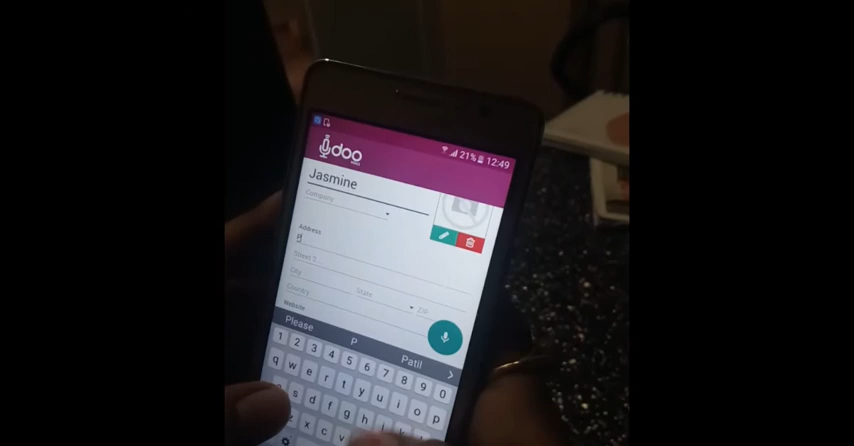 21% 12:49
doo
Jasmine
Company
Address
p
Street 2...
City
State
ZIP
Country
Website
Please P Patil
1 2 3 4 5 6 7 8 9 0
q w e r t y u i o p
s d f g h j
z x c v